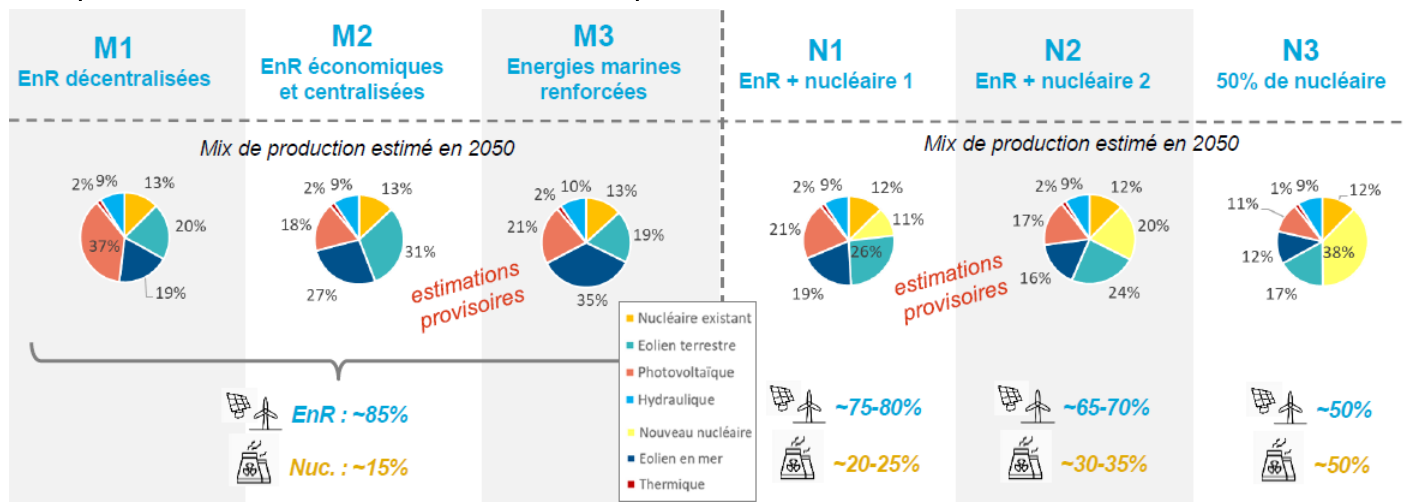 M1
EnR décentralisées
M2
EnR économiques
et centralisées
M3
Energies marines
renforcées
N1
EnR + nucléaire 1
N2
EnR + nucléaire 2
N3
50% de nucléaire
Mix de production estimé en 2050
Mix de production estimé en 2050
2% 9% 13%
20%
37%
19%
2% 9% 13%
18%
31%
27%
2% 10% 13%
21%
19%
35%
estimations
provisoires
2% 9% 12%
11%
21%
26%
19%
2% 9% 12%
17%
20%
16%
24%
estimations
provisoires
1% 9% 12%
11%
38%
12%
17%
Nucléaire existant
Eolien terrestre
Photovoltaïque
Hydraulique
Nouveau nucléaire
Eolien en mer
Thermique
EnR : ~85%
Nuc. : ~15%
~75-80%
~20-25%
~65-70%
~30-35%
~50%
~50%